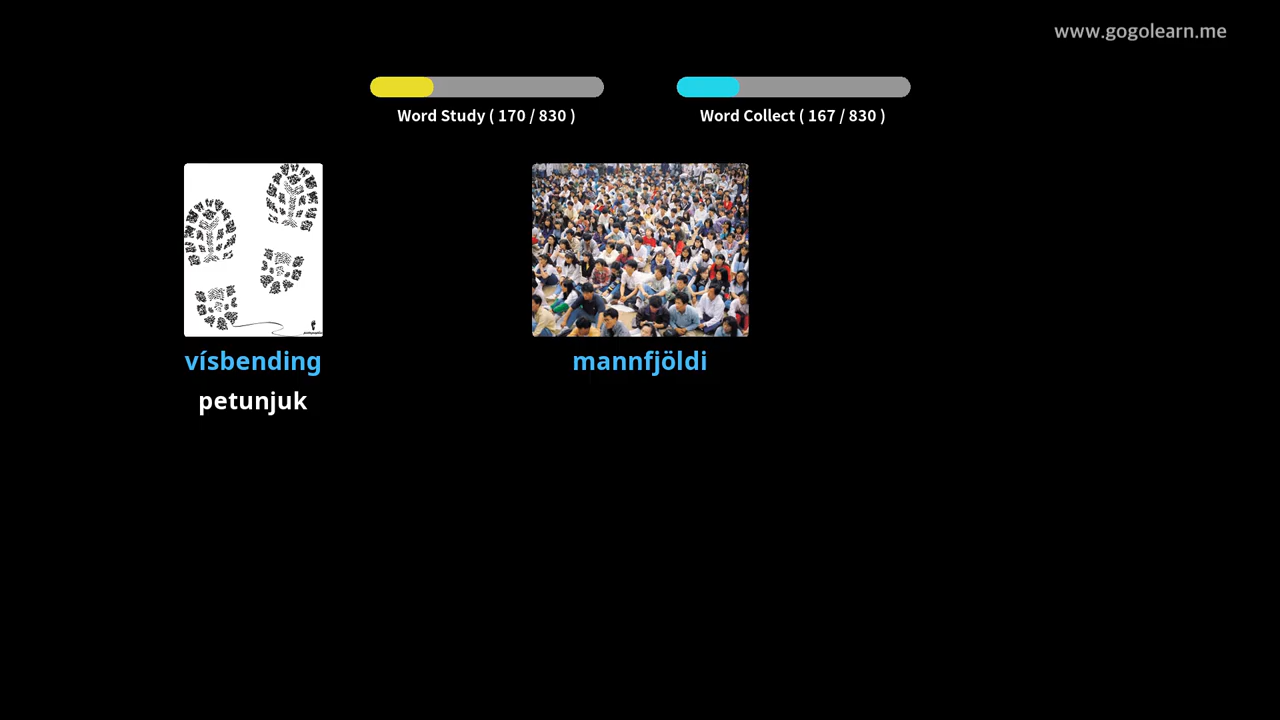 www.gogolearn.me
Word Study ( 170 / 830 )
Word Collect ( 167 / 830 )
vísbending
petunjuk
mannfjöldi